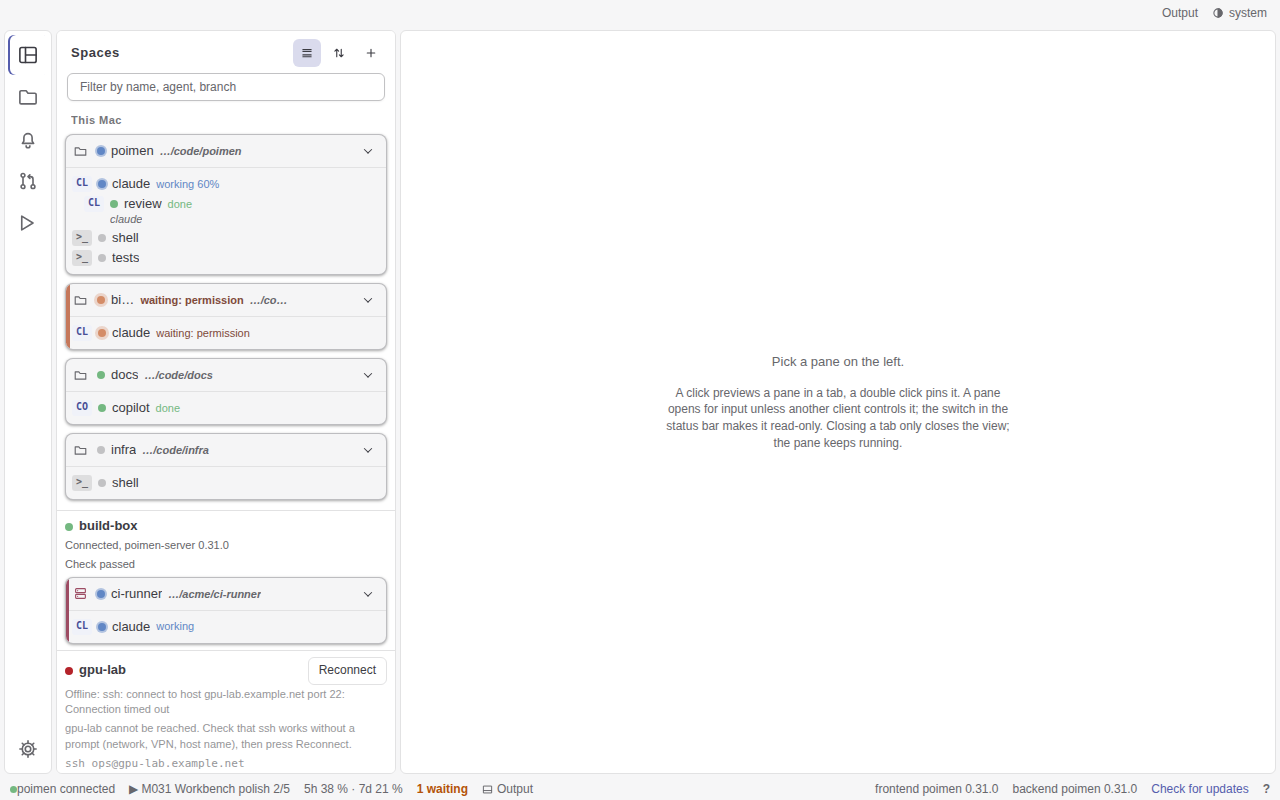 Output system
Spaces
Filter by name, agent, branch
This Mac
poimen …/code/poimen
CL claude working 60%
CL review done
claude
>_ shell
>_ tests
bi… waiting: permission …/co…
CL claude waiting: permission
docs …/code/docs
CO copilot done
infra …/code/infra
>_ shell
build-box
Connected, poimen-server 0.31.0
Check passed
ci-runner …/acme/ci-runner
CL claude working
gpu-lab Reconnect
Offline: ssh: connect to host gpu-lab.example.net port 22:
Connection timed out
gpu-lab cannot be reached. Check that ssh works without a
prompt (network, VPN, host name), then press Reconnect.
ssh ops@gpu-lab.example.net
Pick a pane on the left.
A click previews a pane in a tab, a double click pins it. A pane
opens for input unless another client controls it; the switch in the
status bar makes it read-only. Closing a tab only closes the view;
the pane keeps running.
poimen connected ▶ M031 Workbench polish 2/5 5h 38 % · 7d 21 % 1 waiting Output frontend poimen 0.31.0 backend poimen 0.31.0 Check for updates ?